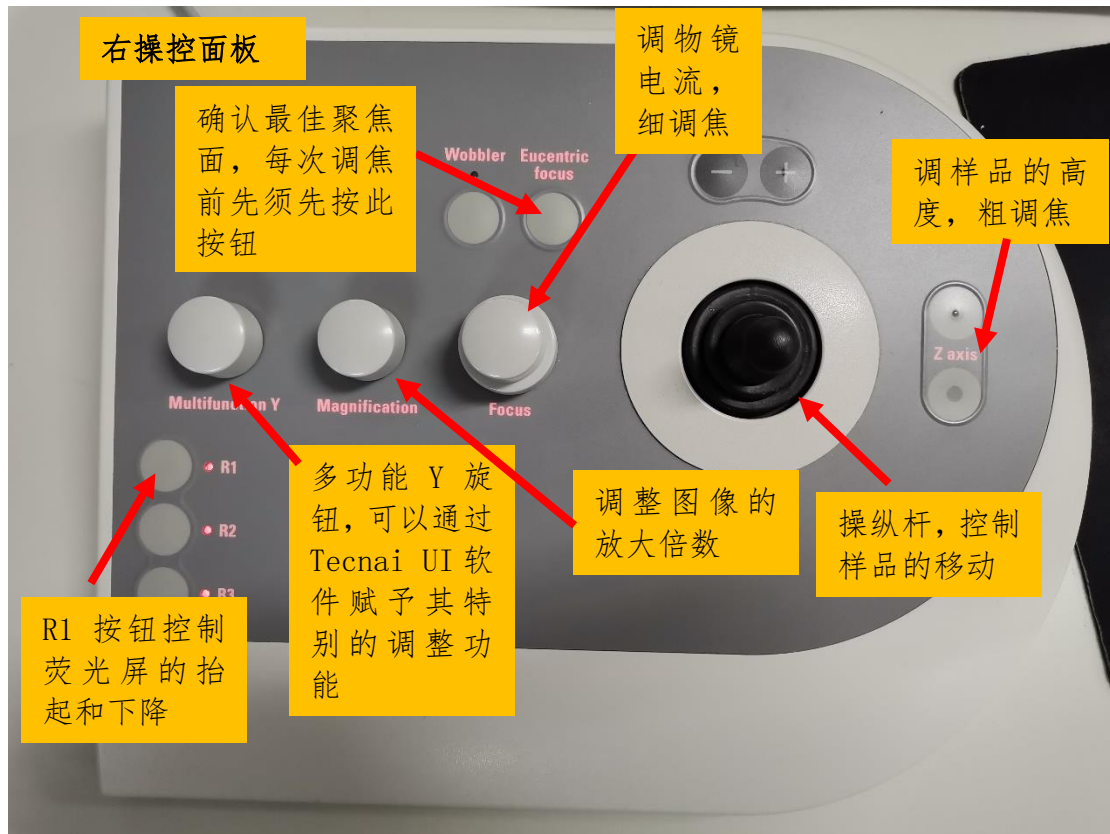 右操控面板
调物镜
电流，
细调焦
确认最佳聚焦
面，每次调焦
前先须先按此
按钮
Wobbler
Eucentric
focus
调样品的高
度，粗调焦
Z axis
Multifunction Y
Magnification
Focus
R1
R2
R3
多功能 Y 旋
钮，可以通过
Tecnai UI 软
件赋予其特
别的调整功
能
调整图像的
放大倍数
操纵杆，控制
样品的移动
R1 按钮控制
荧光屏的抬
起和下降